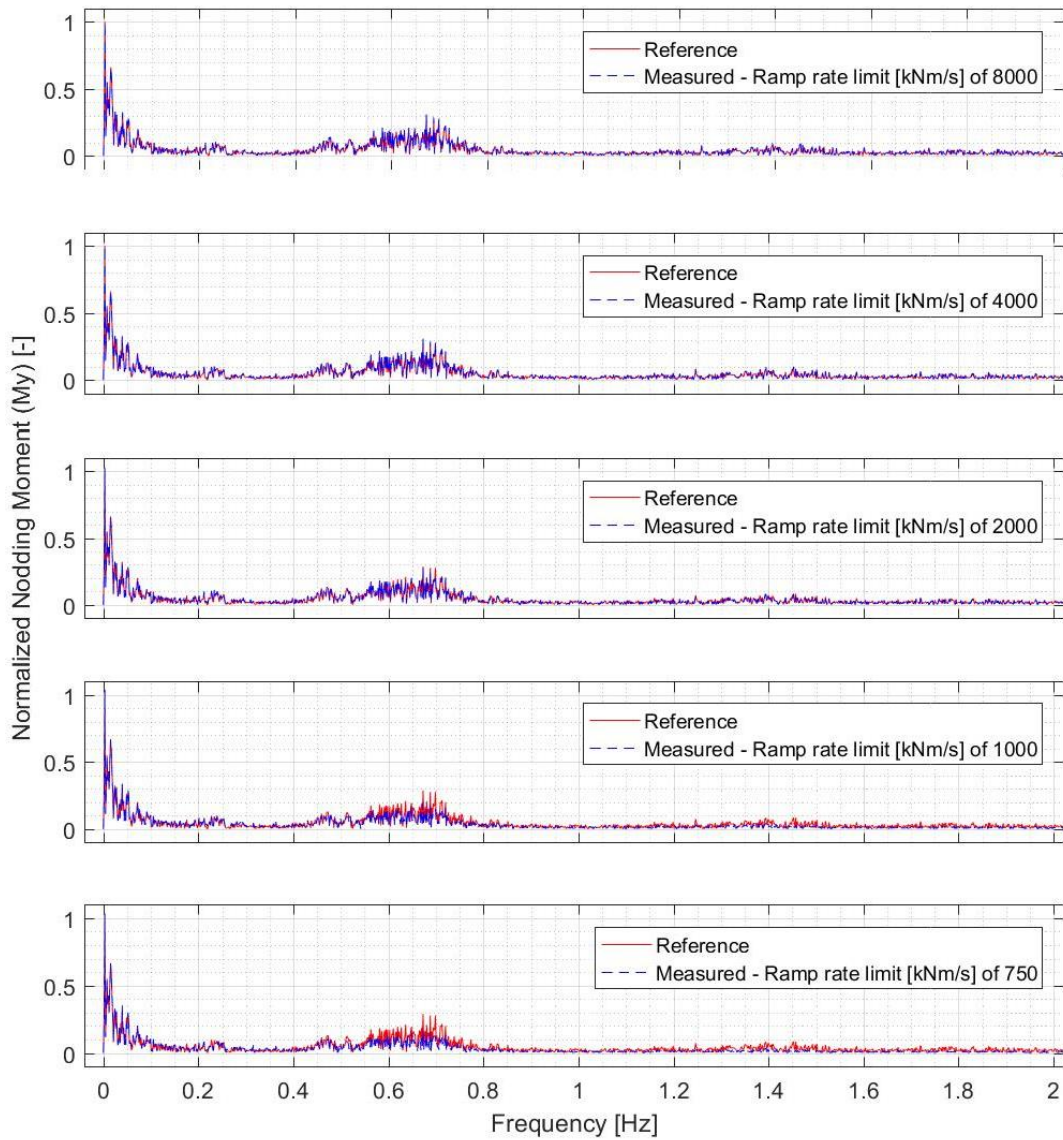 1
0.5
0
Reference
Measured - Ramp rate limit [kNm/s] of 8000
1
0.5
0
Reference
Measured - Ramp rate limit [kNm/s] of 4000
Normalized Nodding Moment (My) [-]
1
0.5
0
Reference
Measured - Ramp rate limit [kNm/s] of 2000
1
0.5
0
Reference
Measured - Ramp rate limit [kNm/s] of 1000
1
0.5
0
Reference
Measured - Ramp rate limit [kNm/s] of 750
0 0.2 0.4 0.6 0.8 1 1.2 1.4 1.6 1.8 2
Frequency [Hz]